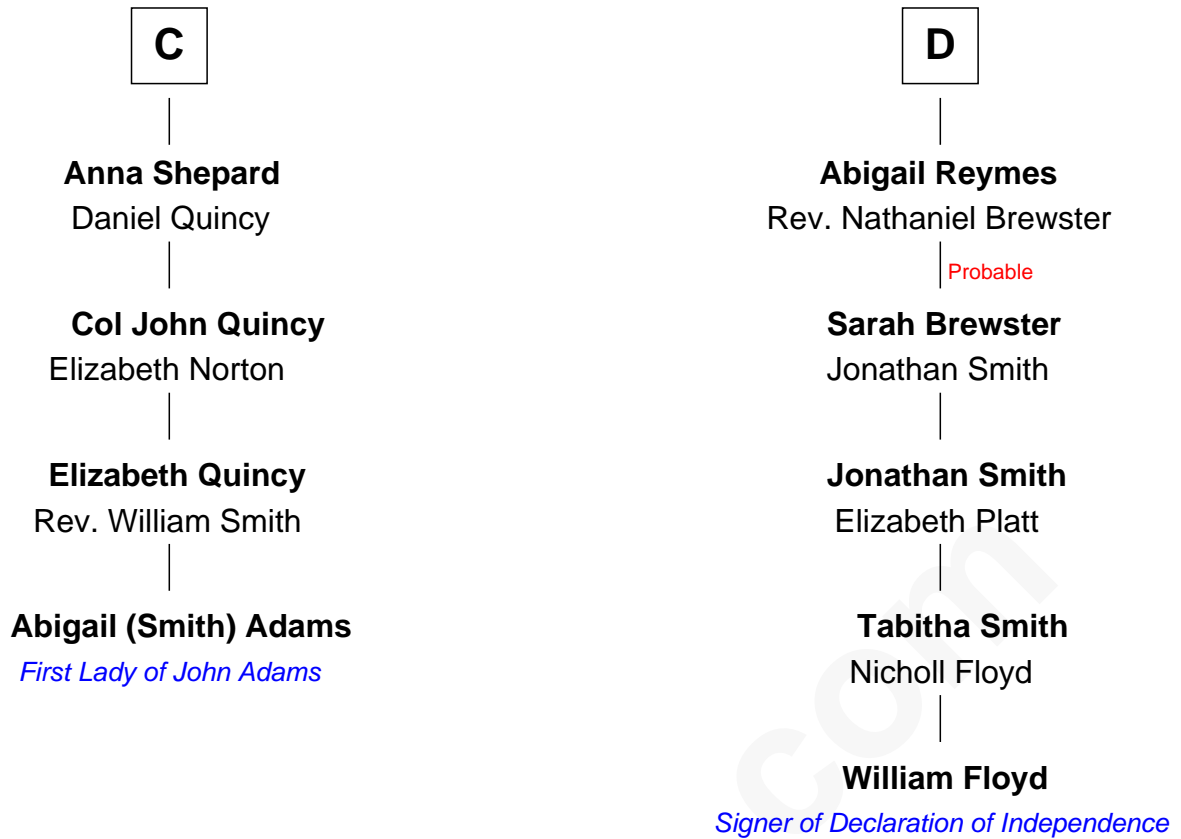 C
Anna Shepard
Daniel Quincy
Col John Quincy
Elizabeth Norton
Elizabeth Quincy
Rev. William Smith
Abigail (Smith) Adams
First Lady of John Adams
D
Abigail Reymes
Rev. Nathaniel Brewster
Probable
Sarah Brewster
Jonathan Smith
Jonathan Smith
Elizabeth Platt
Tabitha Smith
Nicholl Floyd
William Floyd
Signer of Declaration of Independence
com